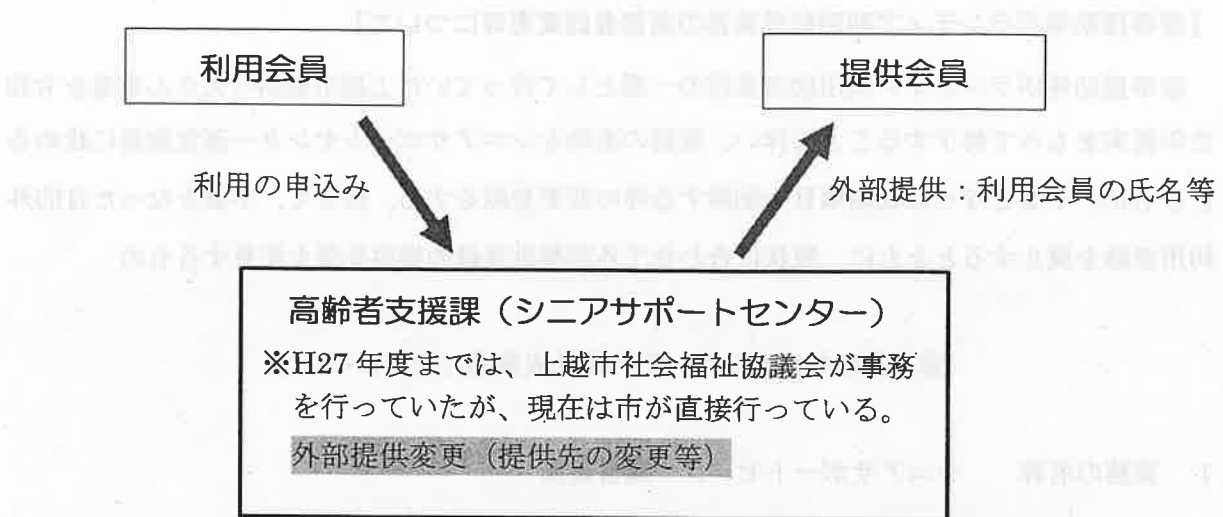 利用会員
提供会員
利用の申込み
外部提供：利用会員の氏名等
高齢者支援課（シニアサポートセンター）
※H27年度までは、上越市社会福祉協議会が事務
を行っていたが、現在は市が直接行っている。
外部提供変更（提供先の変更等）